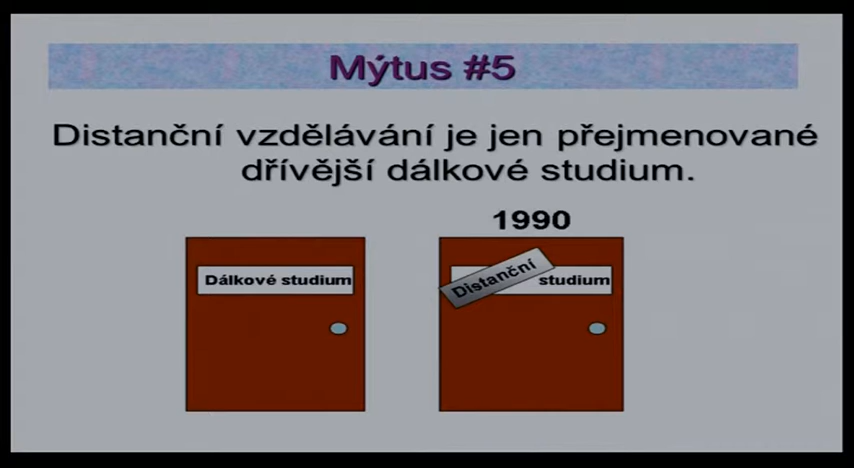 Mýtus #5
Distanční vzdělávání je jen přejmenované
dřívější dálkové studium.
1990
Dálkové studium
Distanční studium